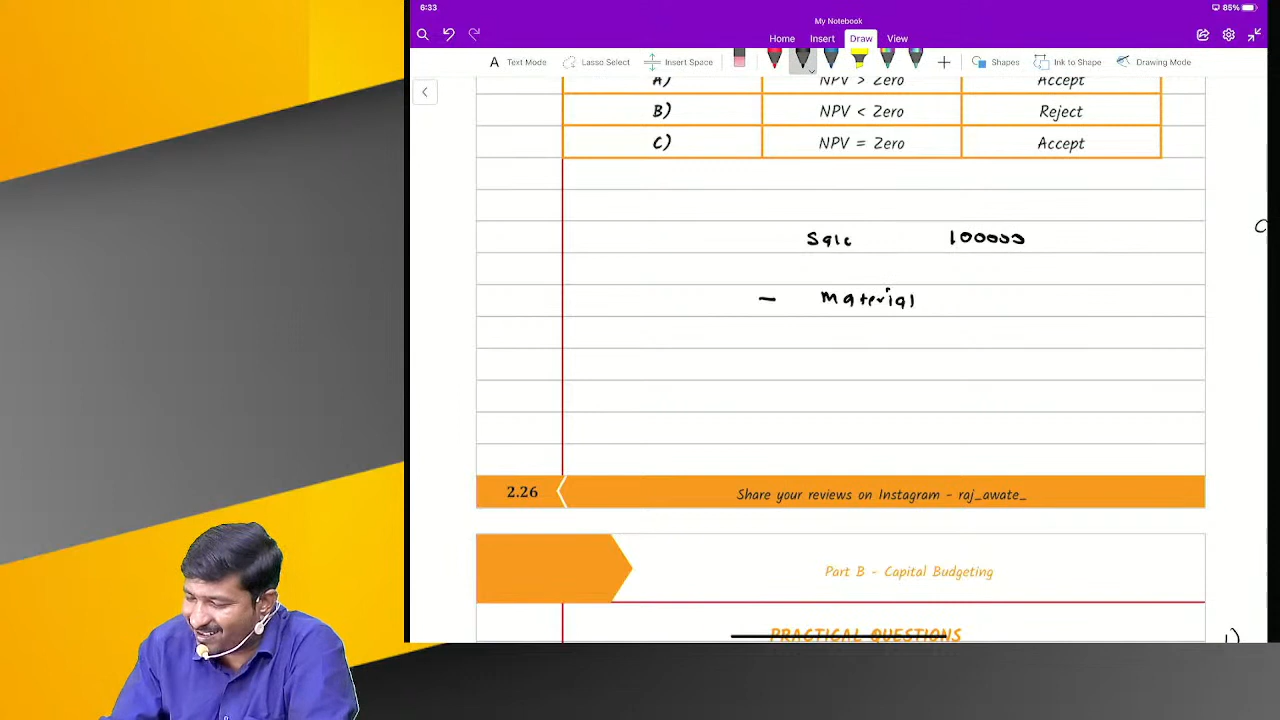 6:33
85%
My Notebook
Home Insert Draw View
Text Mode Lasso Select Insert Space Shapes Ink to Shape Drawing Mode
A) NPV > Zero Accept
B) NPV < Zero Reject
C) NPV = Zero Accept
Sale 100000
- Material
2.26 Share your reviews on Instagram - raj_awate_
Part B - Capital Budgeting
PRACTICAL QUESTIONS